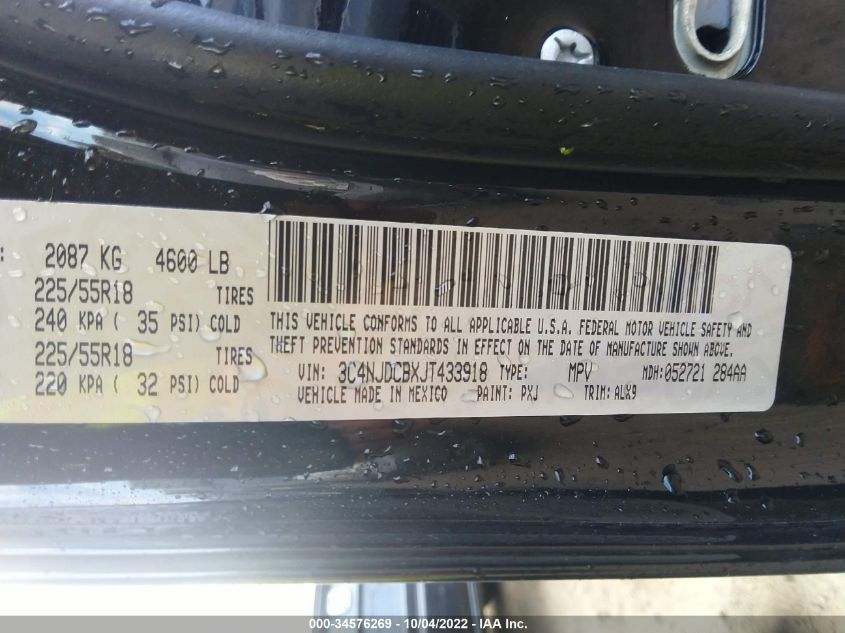 : 2087 KG 4600 LB
225/55R18 TIRES
240 KPA ( 35 PSI) COLD
225/55R18 TIRES
220 KPA ( 32 PSI) COLD
THIS VEHICLE CONFORMS TO ALL APPLICABLE U.S.A. FEDERAL MOTOR VEHICLE SAFETY AND
THEFT PREVENTION STANDARDS IN EFFECT ON THE DATE OF MANUFACTURE SHOWN ABOVE.
VIN: 3C4NJDCBXJT433918 TYPE: MPV MDH:052721 284AA
VEHICLE MADE IN MEXICO PAINT: PXJ TRIM: ALX9
000-34576269 - 10/04/2022 - IAA Inc.